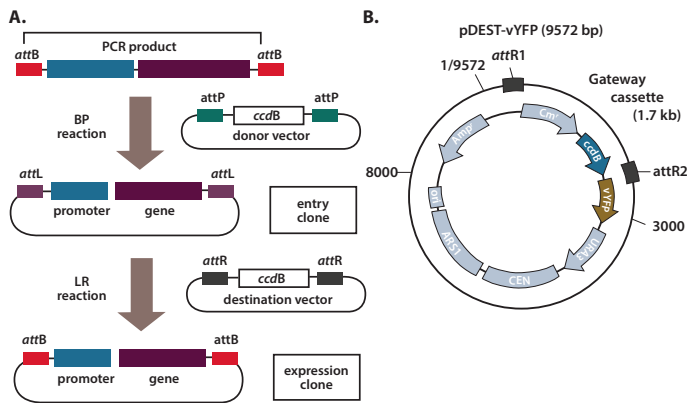 A.
PCR product
attB
attB
BP
reaction
attP
attP
ccdB
donor vector
attL
attL
promoter
gene
entry
clone
LR
reaction
attR
attR
ccdB
destination vector
attB
attB
promoter
gene
expression
clone
B.
pDEST-vYFP (9572 bp)
attR1
1/9572
Gateway
cassette
(1.7 kb)
Cmʳ
ccdB
attR2
vYFP
3000
URA3
CEN
ARS1
ori
8000
Ampʳ